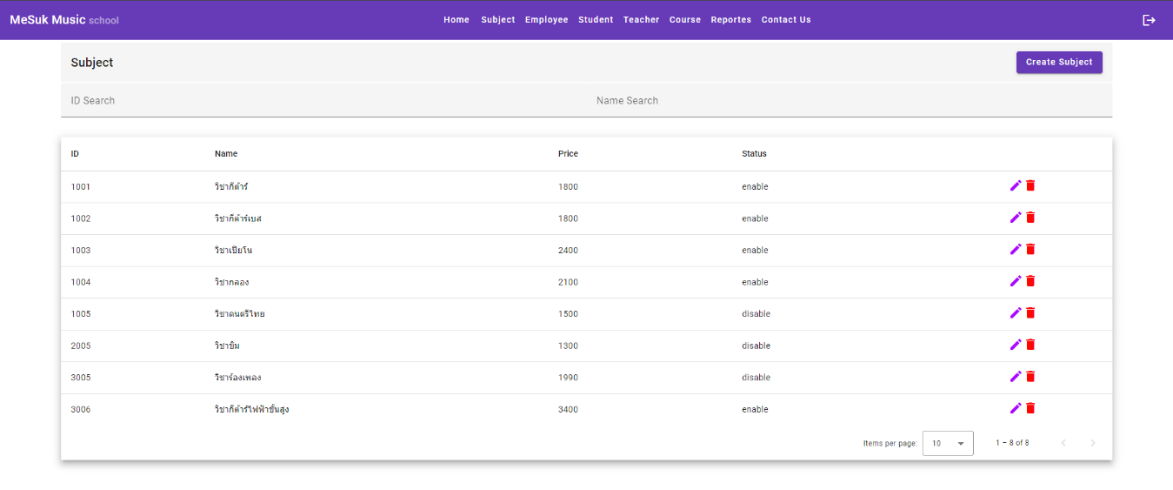 MeSuk Music school Home Subject Employee Student Teacher Course Reportes Contact Us
Subject Create Subject
ID Search Name Search
ID Name Price Status
1001 วิชากีต้าร์ 1800 enable
1002 วิชากีต้าร์เบส 1800 enable
1003 วิชาเปียโน 2400 enable
1004 วิชากลอง 2100 enable
1005 วิชาดนตรีไทย 1500 disable
2005 วิชาขิม 1300 disable
3005 วิชาร้องเพลง 1990 disable
3006 วิชากีต้าร์ไฟฟ้าขั้นสูง 3400 enable
Items per page: 10 1 – 8 of 8